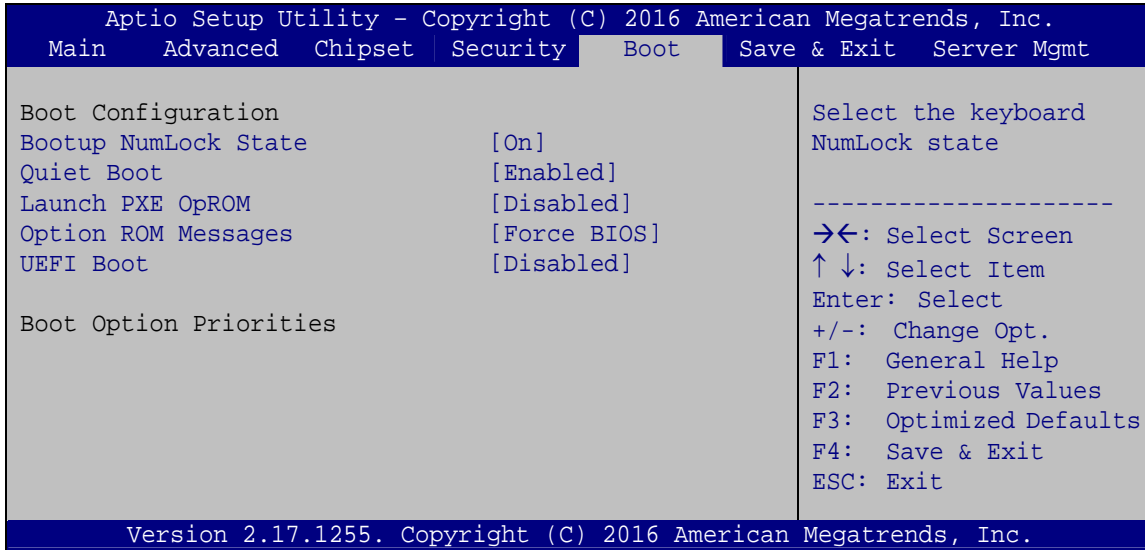 Aptio Setup Utility – Copyright (C) 2016 American Megatrends, Inc.
Main Advanced Chipset Security Boot Save & Exit Server Mgmt
Boot Configuration
Bootup NumLock State [On]
Quiet Boot [Enabled]
Launch PXE OpROM [Disabled]
Option ROM Messages [Force BIOS]
UEFI Boot [Disabled]
Boot Option Priorities
Select the keyboard
NumLock state
---------------------
→←: Select Screen
↑ ↓: Select Item
Enter: Select
+/-: Change Opt.
F1: General Help
F2: Previous Values
F3: Optimized Defaults
F4: Save & Exit
ESC: Exit
Version 2.17.1255. Copyright (C) 2016 American Megatrends, Inc.